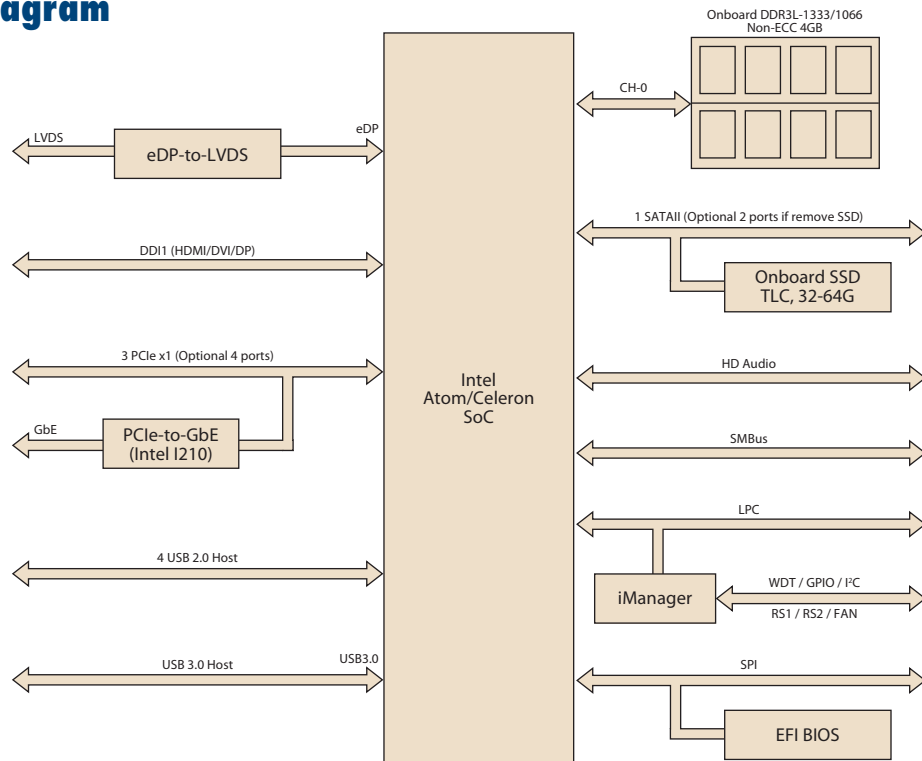 agram
Onboard DDR3L-1333/1066
Non-ECC 4GB
CH-0
LVDS
eDP-to-LVDS
eDP
1 SATAII (Optional 2 ports if remove SSD)
DDI1 (HDMI/DVI/DP)
Onboard SSD
TLC, 32-64G
3 PCIe x1 (Optional 4 ports)
HD Audio
Intel
Atom/Celeron
SoC
GbE
PCIe-to-GbE
(Intel I210)
SMBus
LPC
4 USB 2.0 Host
iManager
WDT / GPIO / I²C
RS1 / RS2 / FAN
USB 3.0 Host
USB3.0
SPI
EFI BIOS